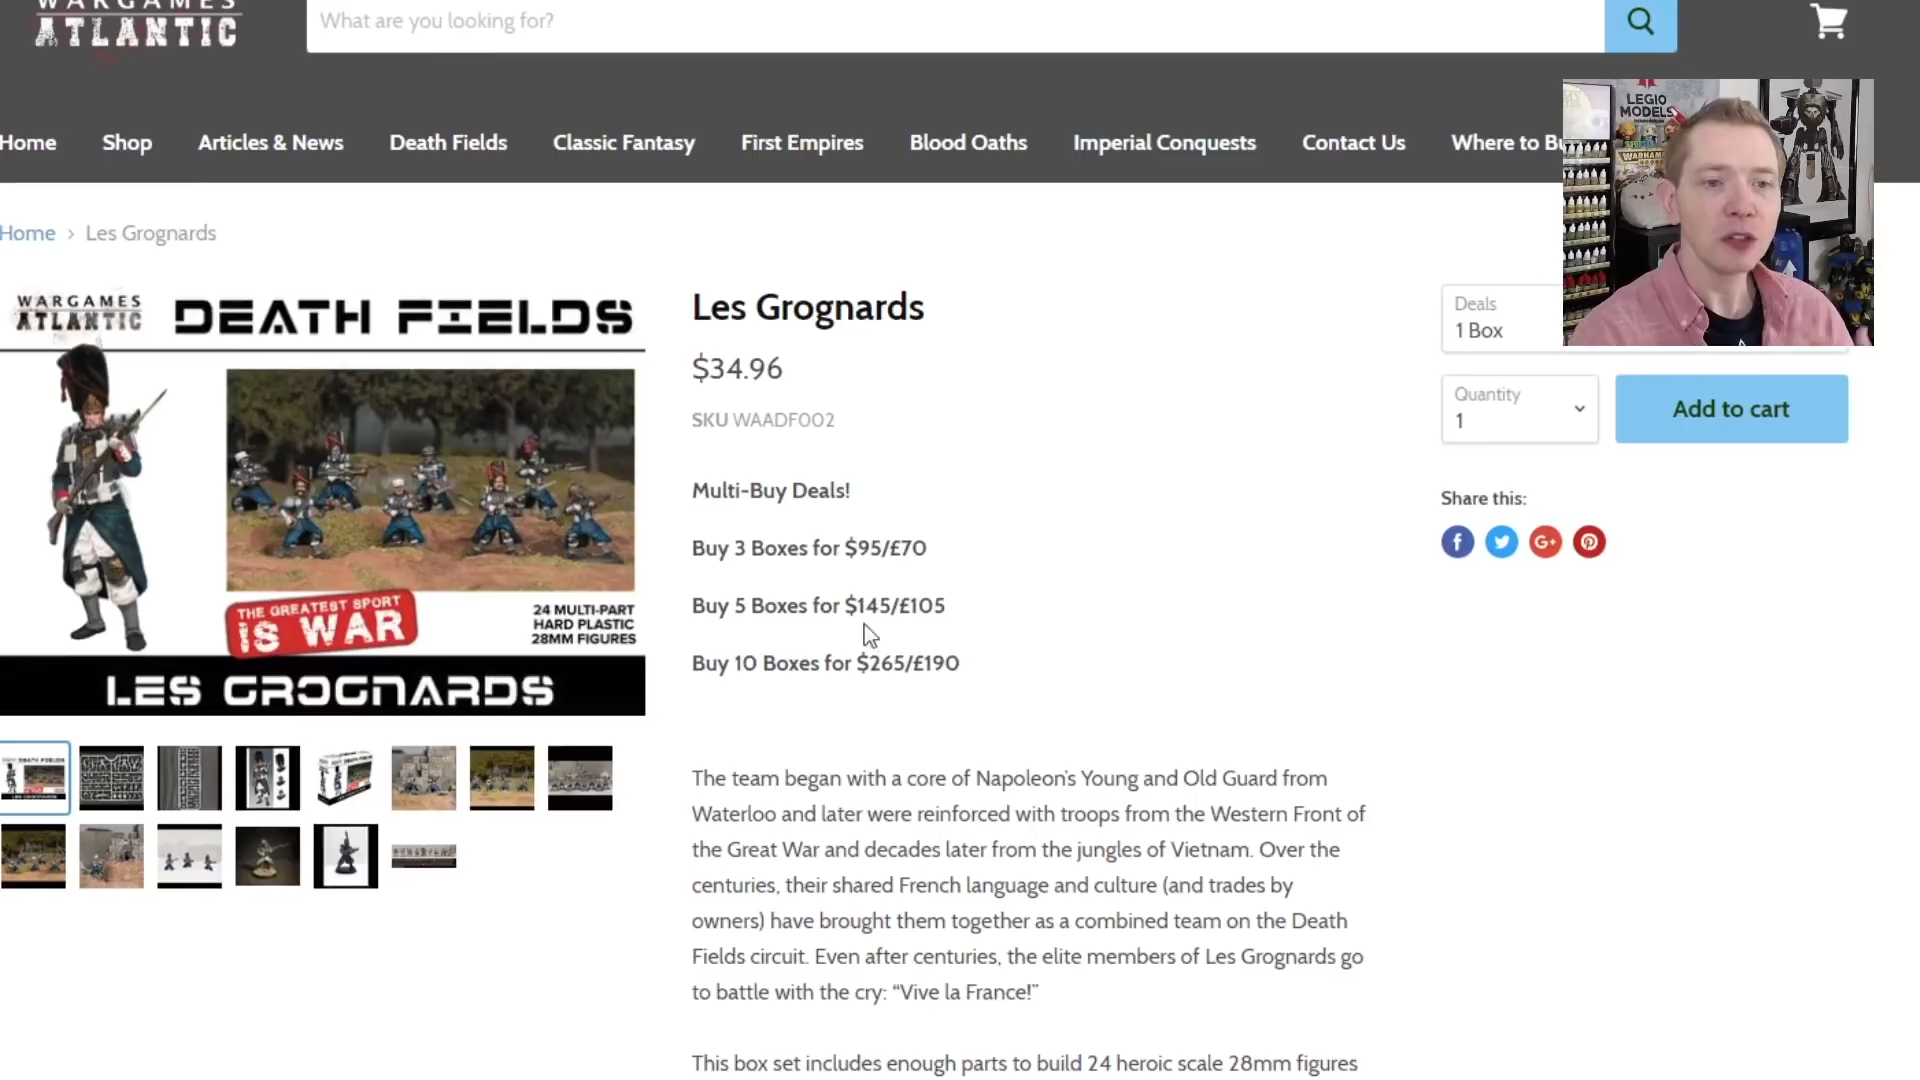 WARGAMES
ATLANTIC
What are you looking for?
Home Shop Articles & News Death Fields Classic Fantasy First Empires Blood Oaths Imperial Conquests Contact Us Where to Bu
LEGIO
MODELS
WARHAM
Home › Les Grognards
WARGAMES
ATLANTIC
DEATH FIELDS
THE GREATEST SPORT
IS WAR
24 MULTI-PART
HARD PLASTIC
28MM FIGURES
LES GROGNARDS
Les Grognards
$34.96
SKU WAADF002
Multi-Buy Deals!
Buy 3 Boxes for $95/£70
Buy 5 Boxes for $145/£105
Buy 10 Boxes for $265/£190
The team began with a core of Napoleon's Young and Old Guard from
Waterloo and later were reinforced with troops from the Western Front of
the Great War and decades later from the jungles of Vietnam. Over the
centuries, their shared French language and culture (and trades by
owners) have brought them together as a combined team on the Death
Fields circuit. Even after centuries, the elite members of Les Grognards go
to battle with the cry: “Vive la France!”
This box set includes enough parts to build 24 heroic scale 28mm figures
Deals
1 Box
Quantity
1
Add to cart
Share this: